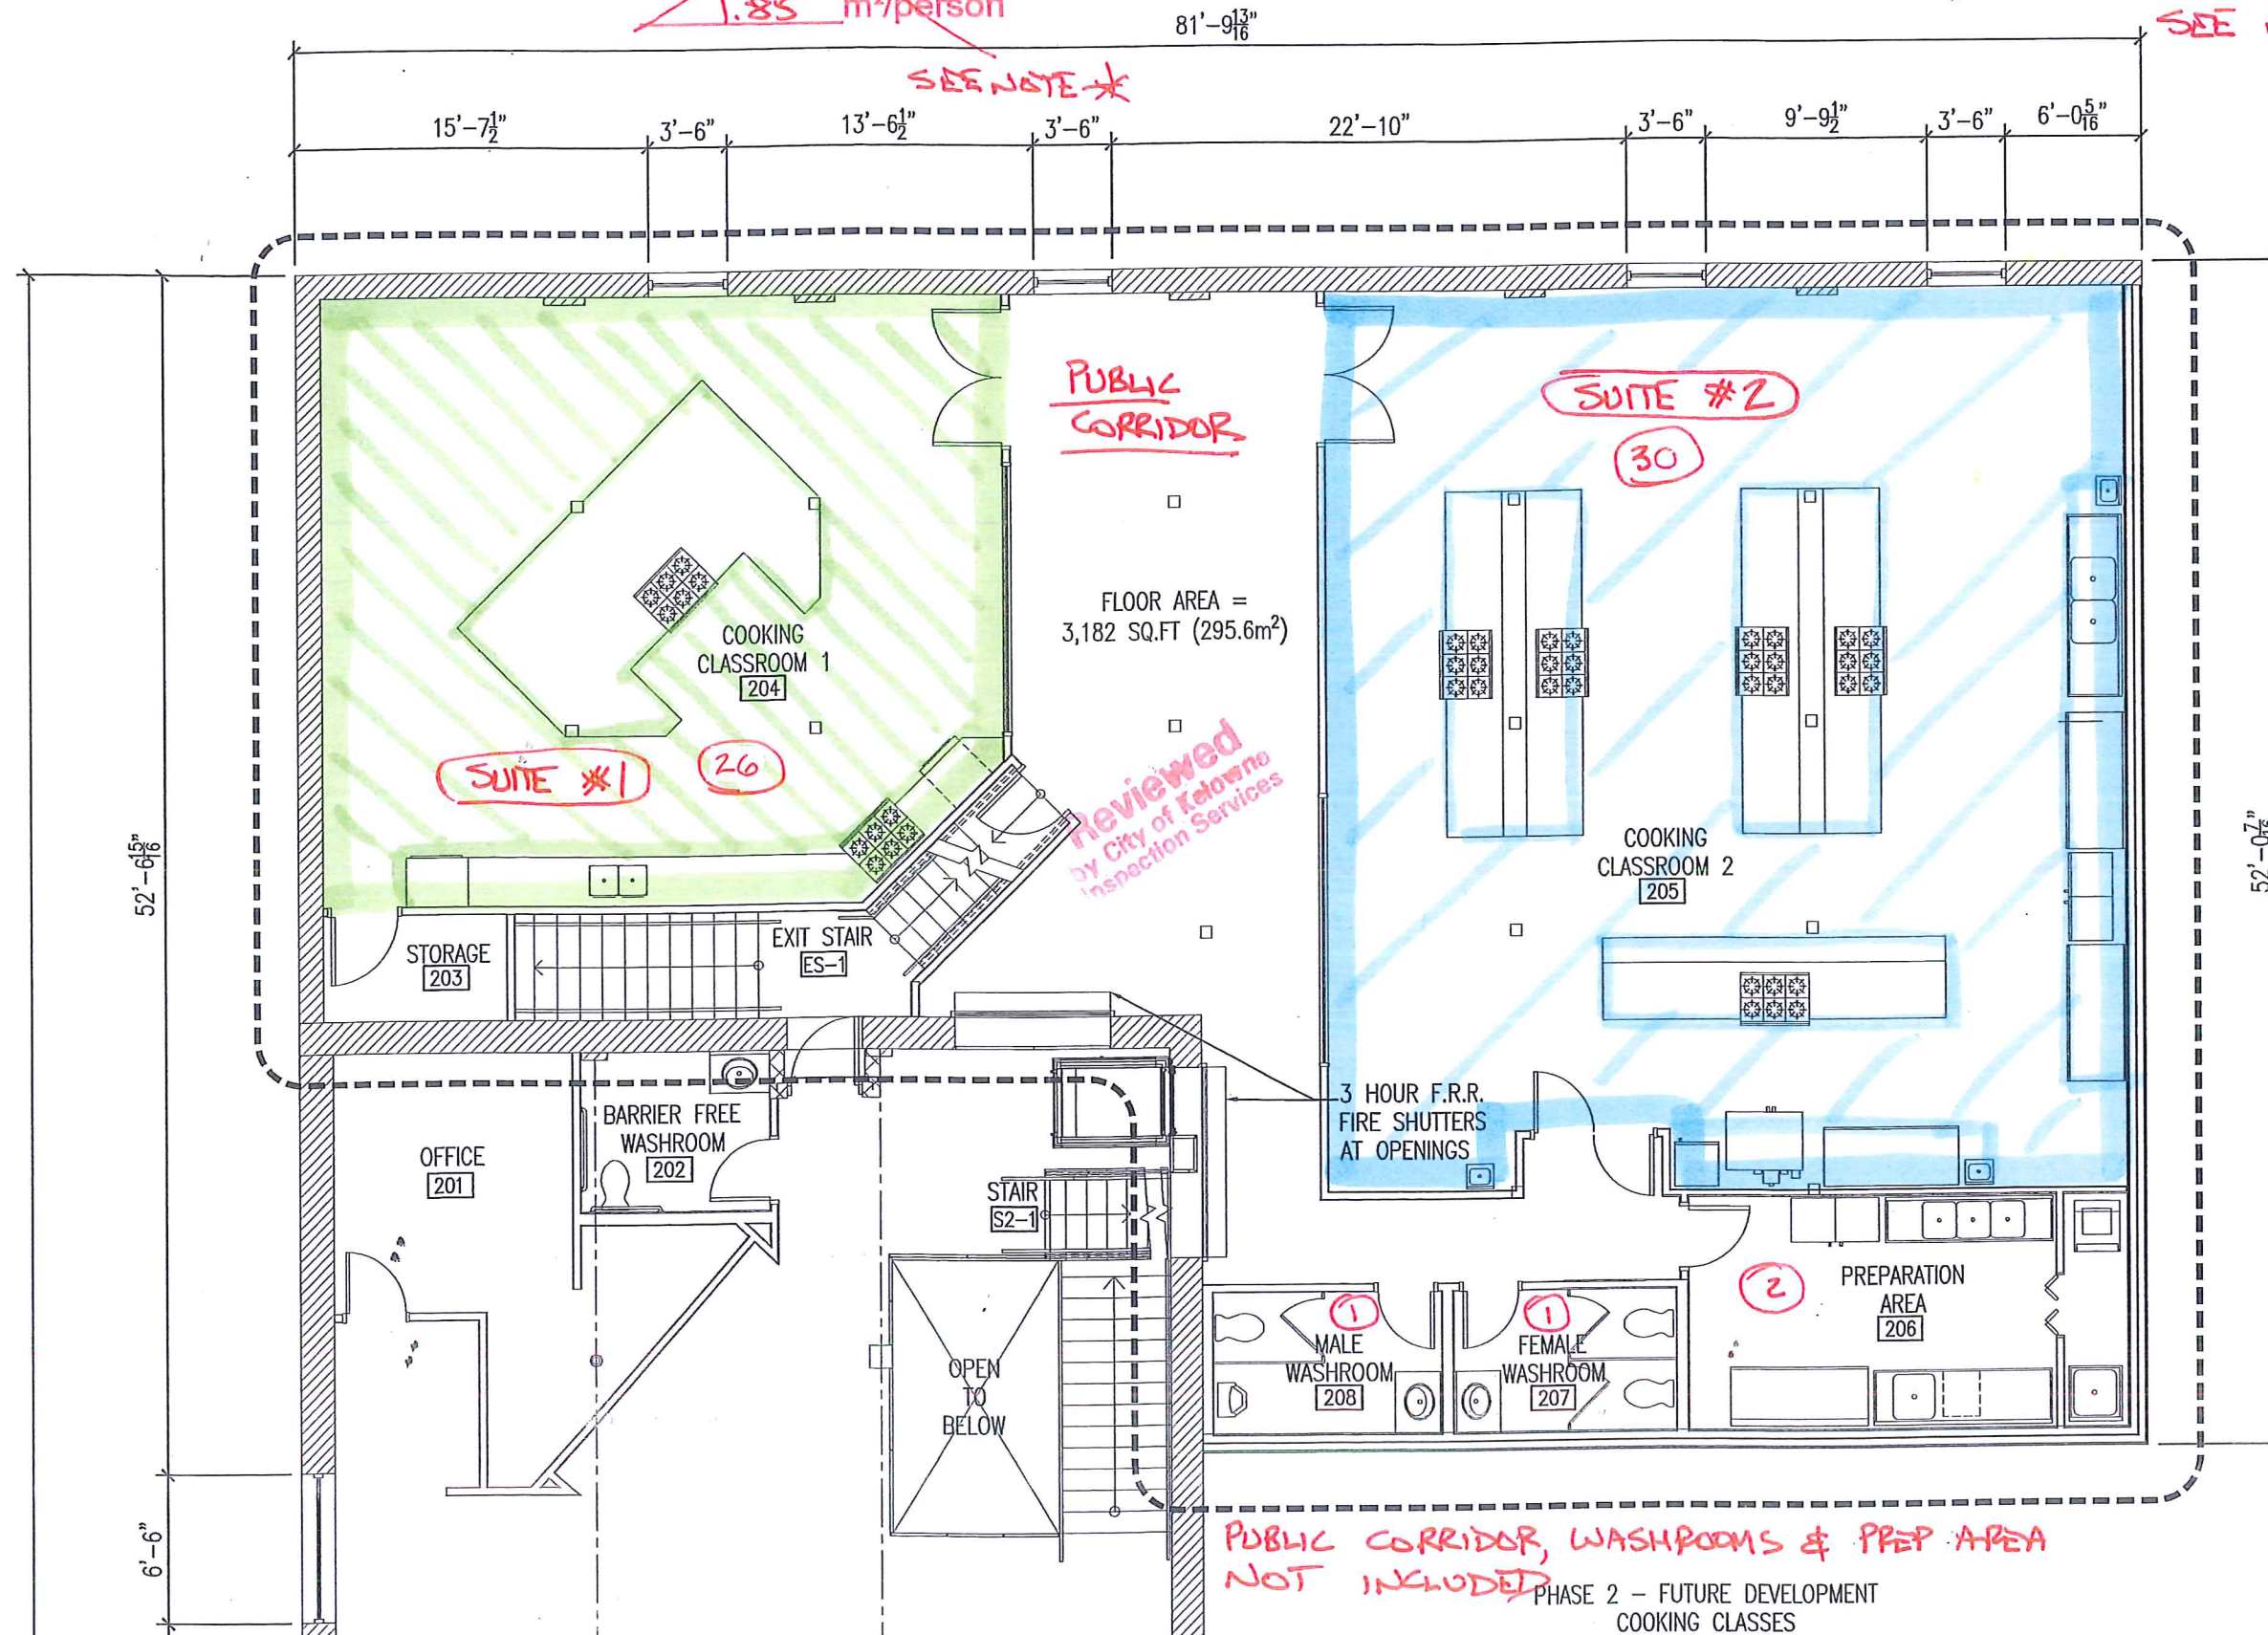 1.85 m²/person
81'-9 13/16"
SEE
SEE NOTE *
15'-7 1/2"
3'-6"
13'-6 1/2"
3'-6"
22'-10"
3'-6"
9'-9 1/2"
3'-6"
6'-0 5/16"
PUBLIC
CORRIDOR
SUITE #2
30
FLOOR AREA =
3,182 SQ.FT (295.6m²)
COOKING
CLASSROOM 1
204
SUITE #1
26
Reviewed
by City of Kelowna
Inspection Services
COOKING
CLASSROOM 2
205
52'-6 15/16"
52'-0 7/16"
STORAGE
203
EXIT STAIR
ES-1
3 HOUR F.R.R.
FIRE SHUTTERS
AT OPENINGS
OFFICE
201
BARRIER FREE
WASHROOM
202
STAIR
S2-1
OPEN
TO
BELOW
1
MALE
WASHROOM
208
1
FEMALE
WASHROOM
207
2
PREPARATION
AREA
206
6'-6"
PUBLIC CORRIDOR, WASHROOMS & PREP AREA
NOT INCLUDED
PHASE 2 – FUTURE DEVELOPMENT
COOKING CLASSES